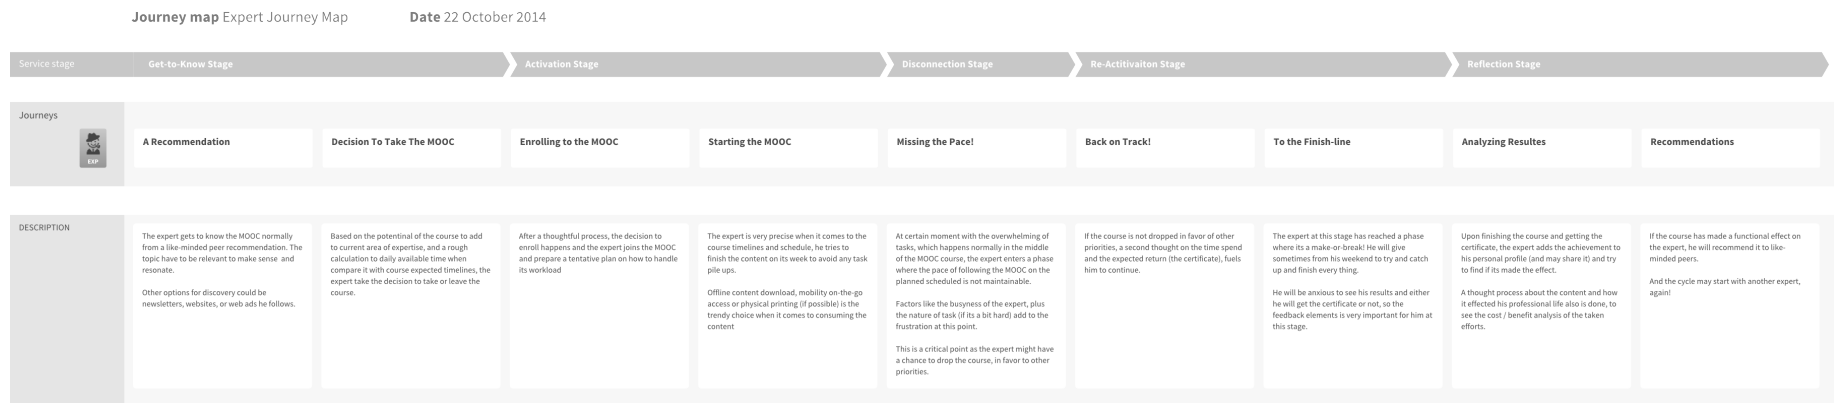 Journey map Expert Journey Map Date 22 October 2014
Service stage Get-to-Know Stage Activation Stage Disconnection Stage Re-Actitivaiton Stage Reflection Stage
Journeys
EXP
A Recommendation Decision To Take The MOOC Enrolling to the MOOC Starting the MOOC Missing the Pace! Back on Track! To the Finish-line Analyzing Resultes Recommendations
DESCRIPTION
The expert gets to know the MOOC normally
from a like-minded peer recommendation. The
topic have to be relevant to make sense and
resonate.
Other options for discovery could be
newsletters, websites, or web ads he follows.
Based on the potentinal of the course to add
to current area of expertise, and a rough
calculation to daily available time when
compare it with course expected timelines, the
expert take the decision to take or leave the
course.
After a thoughtful process, the decision to
enroll happens and the expert joins the MOOC
and prepare a tentative plan on how to handle
its workload
The expert is very precise when it comes to the
course timelines and schedule, he tries to
finish the content on its week to avoid any task
pile ups.
Offline content download, mobility on-the-go
access or physical printing (if possible) is the
trendy choice when it comes to consuming the
content
At certain moment with the overwhelming of
tasks, which happens normally in the middle
of the MOOC course, the expert enters a phase
where the pace of following the MOOC on the
planned scheduled is not maintainable.
Factors like the busyness of the expert, plus
the nature of task (if its a bit hard) add to the
frustration at this point.
This is a critical point as the expert might have
a chance to drop the course, in favor to other
priorities.
If the course is not dropped in favor of other
priorities, a second thought on the time spend
and the expected return (the certificate), fuels
him to continue.
The expert at this stage has reached a phase
where its a make-or-break! He will give
sometimes from his weekend to try and catch
up and finish every thing.
He will be anxious to see his results and either
he will get the certificate or not, so the
feedback elements is very important for him at
this stage.
Upon finishing the course and getting the
certificate, the expert adds the achievement to
his personal profile (and may share it) and try
to find if its made the effect.
A thought process about the content and how
it effected his professional life also is done, to
see the cost / benefit analysis of the taken
efforts.
If the course has made a functional effect on
the expert, he will recommend it to like-
minded peers.
And the cycle may start with another expert,
again!